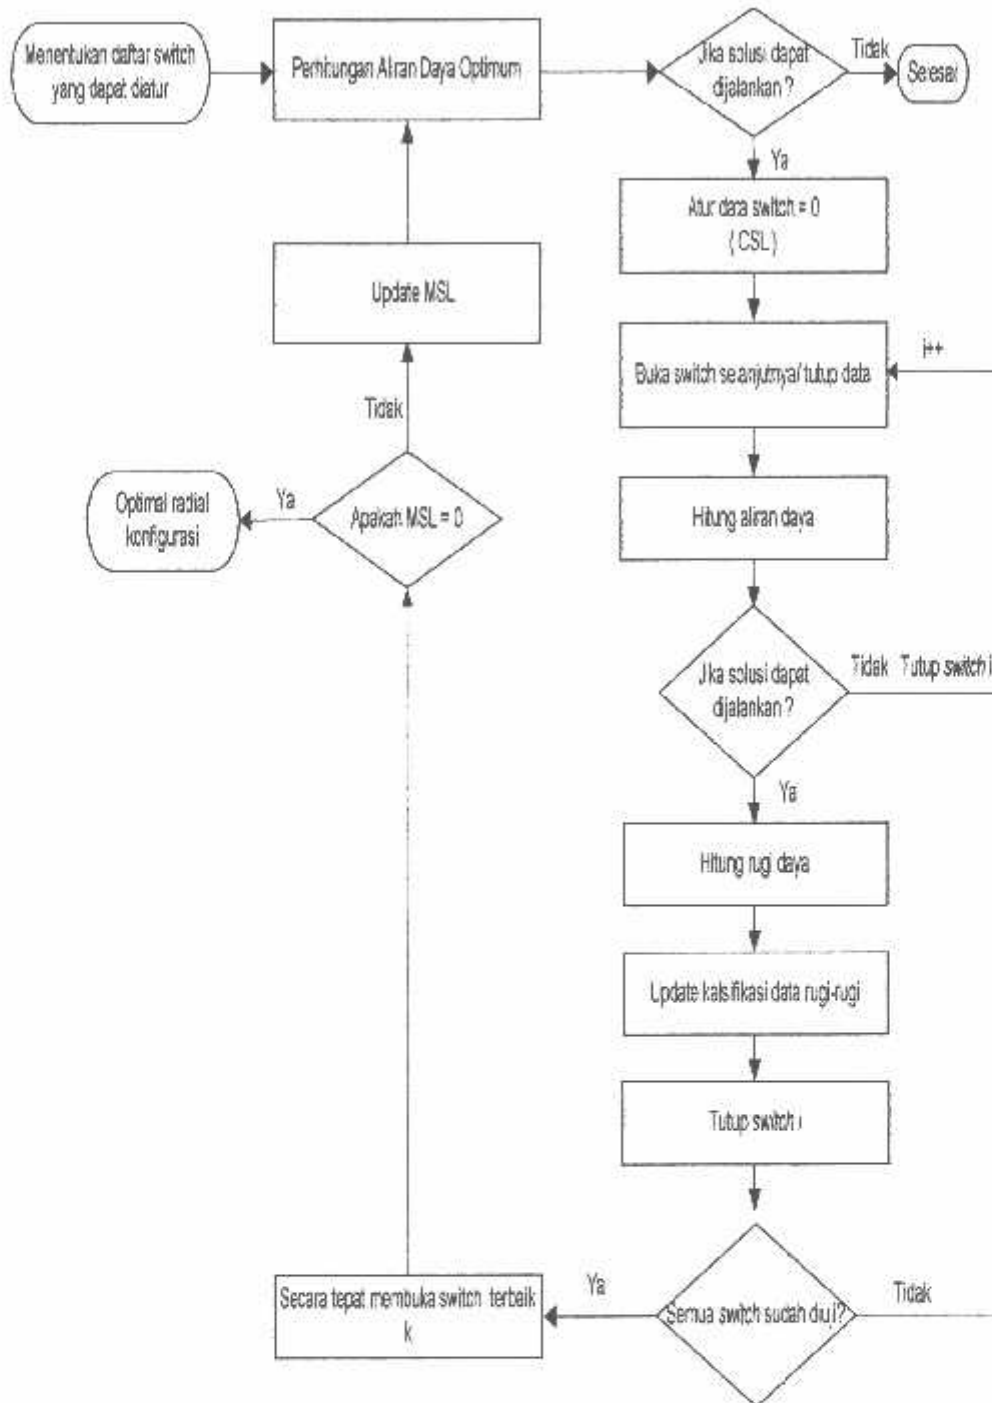 Menentukan daftar switch
yang dapat diatur
Perhitungan Aliran Daya Optimum
Jika solusi dapat
dijalankan ?
Tidak
Selesai
Ya
Atur data switch = 0
( CSL )
Update MSL
Buka switch selanjutnya/ tutup data
i++
Tidak
Hitung aliran daya
Optimal radial
konfigurasi
Ya
Apakah MSL = 0
Jika solusi dapat
dijalankan ?
Tidak Tutup switch i
Ya
Hitung rugi daya
Update kalsifikasi data rugi-rugi
Tutup switch i
Secara tepat membuka switch terbaik
k
Ya
Semua switch sudah diuji?
Tidak